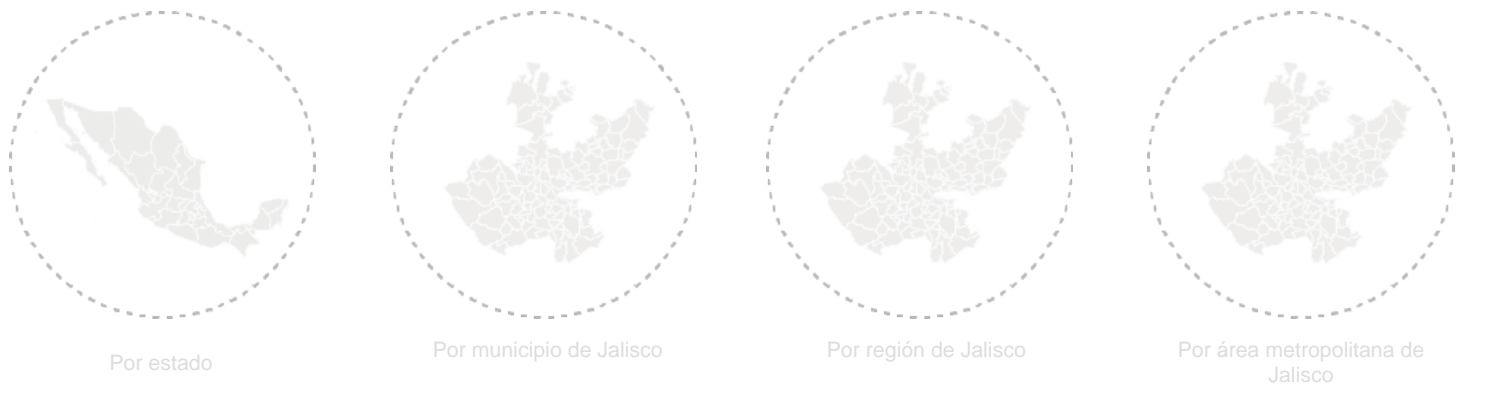 Por estado
Por municipio de Jalisco
Por región de Jalisco
Por área metropolitana de
Jalisco